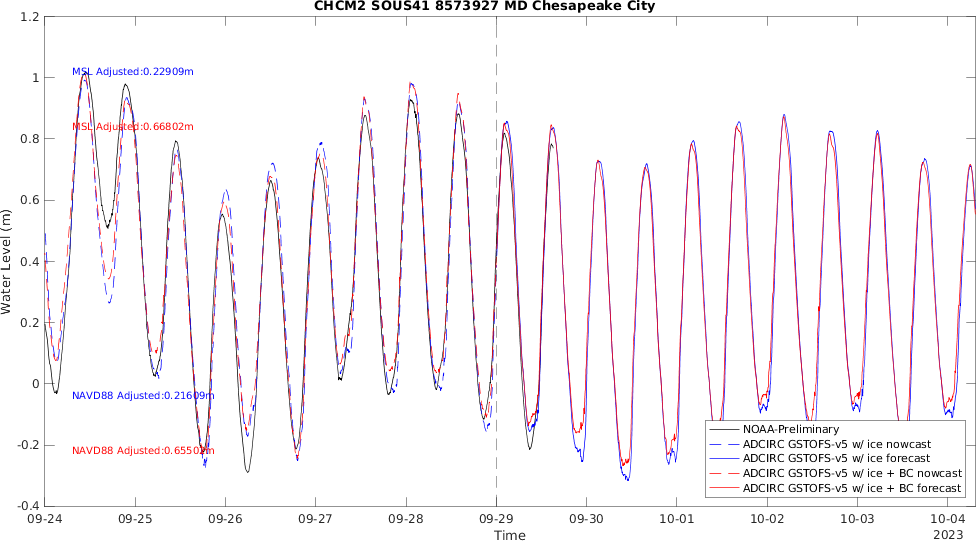 CHCM2 SOUS41 8573927 MD Chesapeake City
1.2
1
0.8
0.6
0.4
0.2
0
-0.2
-0.4
Water Level (m)
MSL Adjusted:0.22909m
MSL Adjusted:0.66802m
NAVD88 Adjusted:0.21609m
NAVD88 Adjusted:0.65502m
NOAA-Preliminary
ADCIRC GSTOFS-v5 w/ ice nowcast
ADCIRC GSTOFS-v5 w/ ice forecast
ADCIRC GSTOFS-v5 w/ ice + BC nowcast
ADCIRC GSTOFS-v5 w/ ice + BC forecast
09-24 09-25 09-26 09-27 09-28 09-29 09-30 10-01 10-02 10-03 10-04
2023
Time